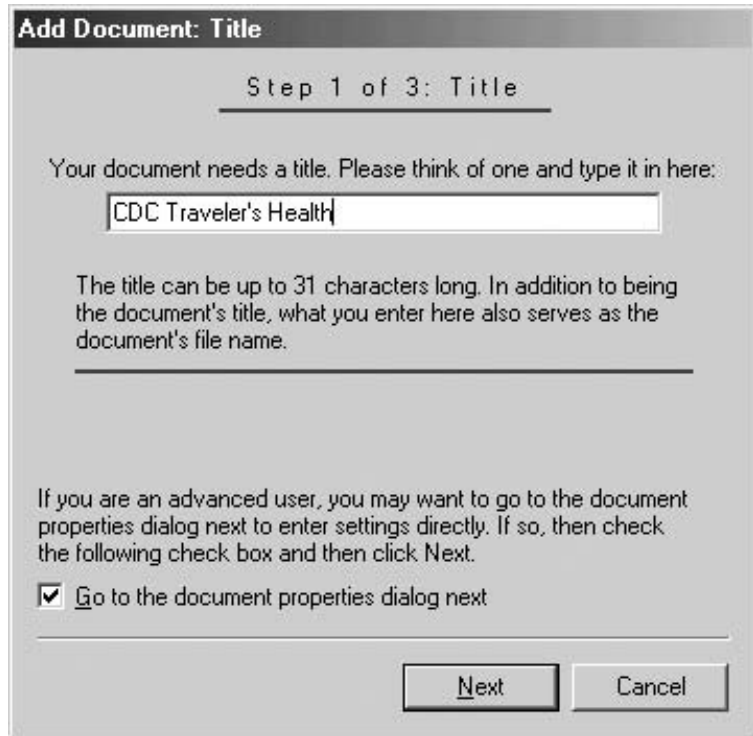 Add Document: Title
Step 1 of 3: Title
Your document needs a title. Please think of one and type it in here:
CDC Traveler's Health
The title can be up to 31 characters long. In addition to being
the document's title, what you enter here also serves as the
document's file name.
If you are an advanced user, you may want to go to the document
properties dialog next to enter settings directly. If so, then check
the following check box and then click Next.
Go to the document properties dialog next
Next Cancel